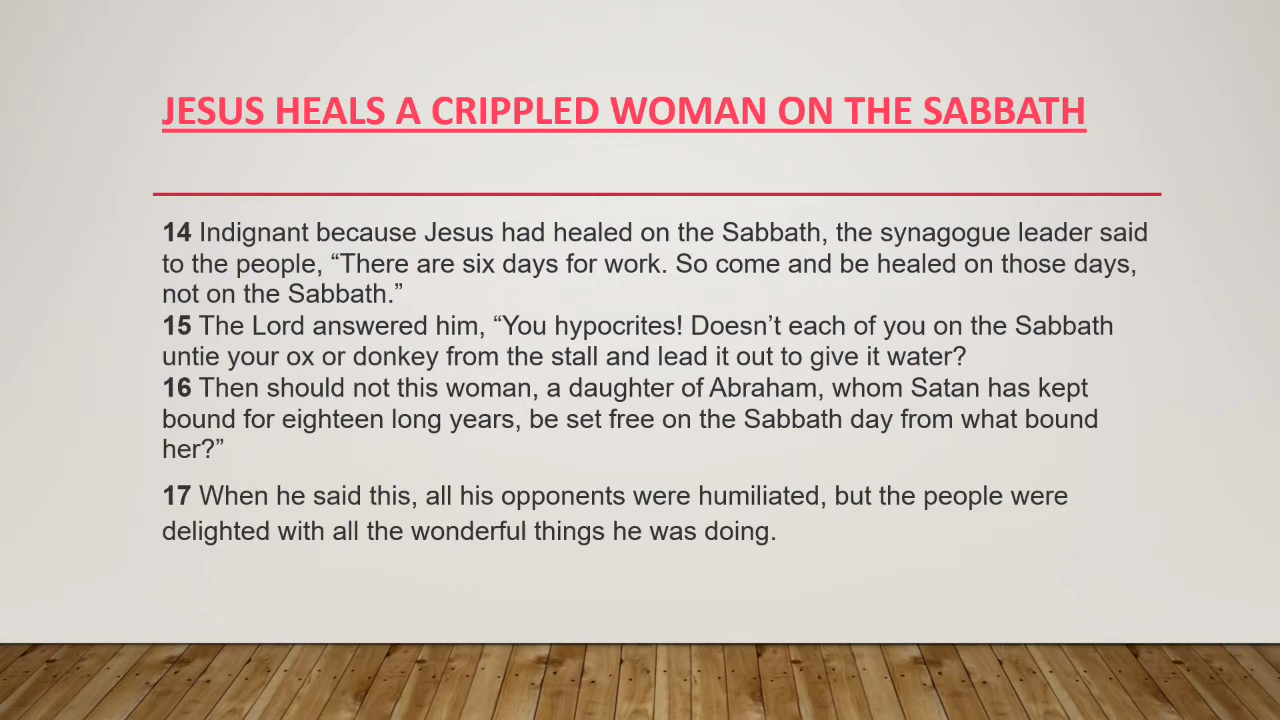 JESUS HEALS A CRIPPLED WOMAN ON THE SABBATH
14 Indignant because Jesus had healed on the Sabbath, the synagogue leader said
to the people, “There are six days for work. So come and be healed on those days,
not on the Sabbath.”
15 The Lord answered him, “You hypocrites! Doesn’t each of you on the Sabbath
untie your ox or donkey from the stall and lead it out to give it water?
16 Then should not this woman, a daughter of Abraham, whom Satan has kept
bound for eighteen long years, be set free on the Sabbath day from what bound
her?”
17 When he said this, all his opponents were humiliated, but the people were
delighted with all the wonderful things he was doing.